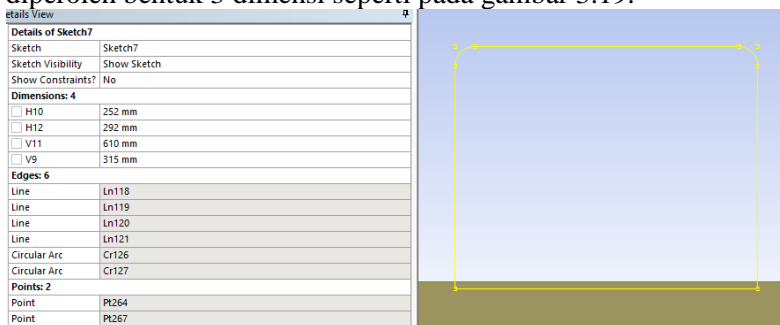 diperoleh bentuk 3 dimensi seperti pada gambar 3.19.
etails View
Details of Sketch7
Sketch Sketch7
Sketch Visibility Show Sketch
Show Constraints? No
Dimensions: 4
H10 252 mm
H12 292 mm
V11 610 mm
V9 315 mm
Edges: 6
Line Ln118
Line Ln119
Line Ln120
Line Ln121
Circular Arc Cr126
Circular Arc Cr127
Points: 2
Point Pt264
Point Pt267